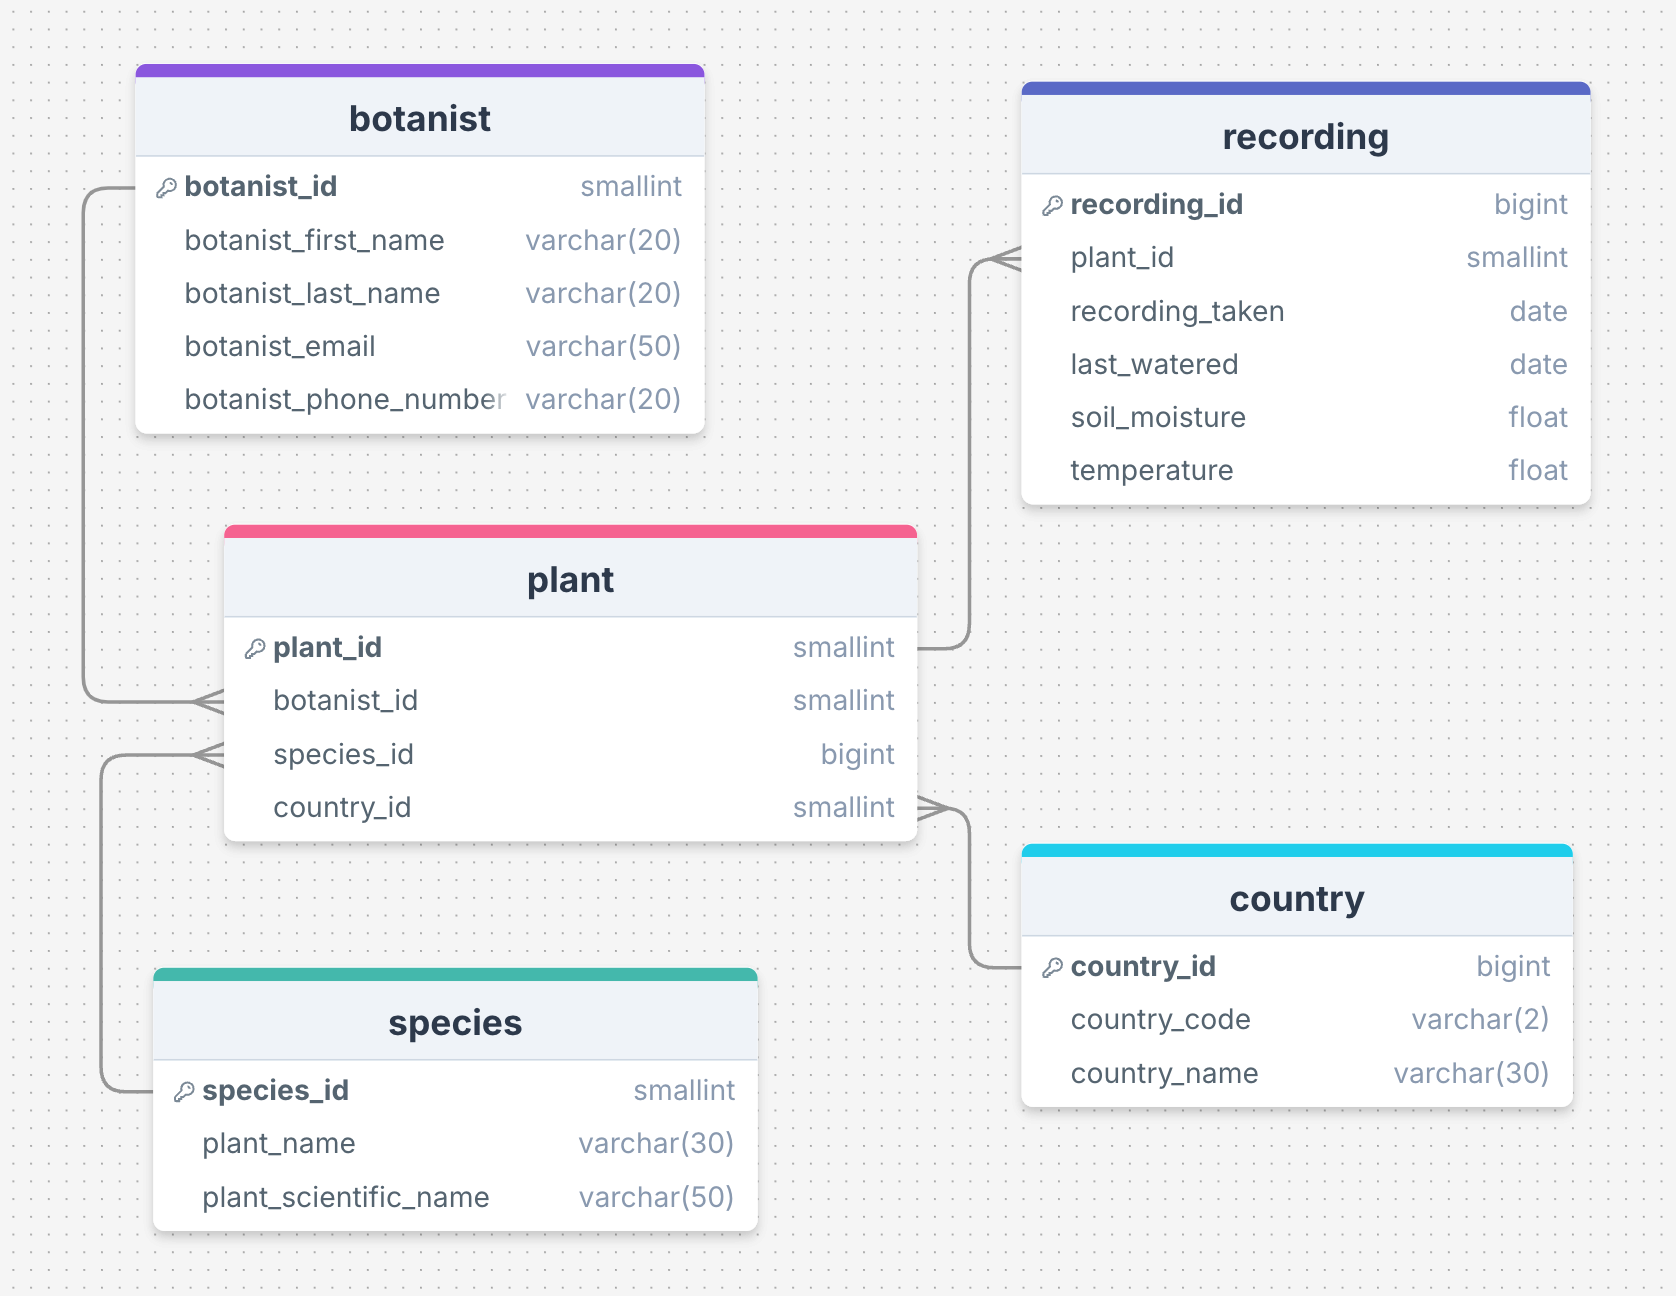 botanist
botanist_id smallint
botanist_first_name varchar(20)
botanist_last_name varchar(20)
botanist_email varchar(50)
botanist_phone_number varchar(20)
recording
recording_id bigint
plant_id smallint
recording_taken date
last_watered date
soil_moisture float
temperature float
plant
plant_id smallint
botanist_id smallint
species_id bigint
country_id smallint
country
country_id bigint
country_code varchar(2)
country_name varchar(30)
species
species_id smallint
plant_name varchar(30)
plant_scientific_name varchar(50)